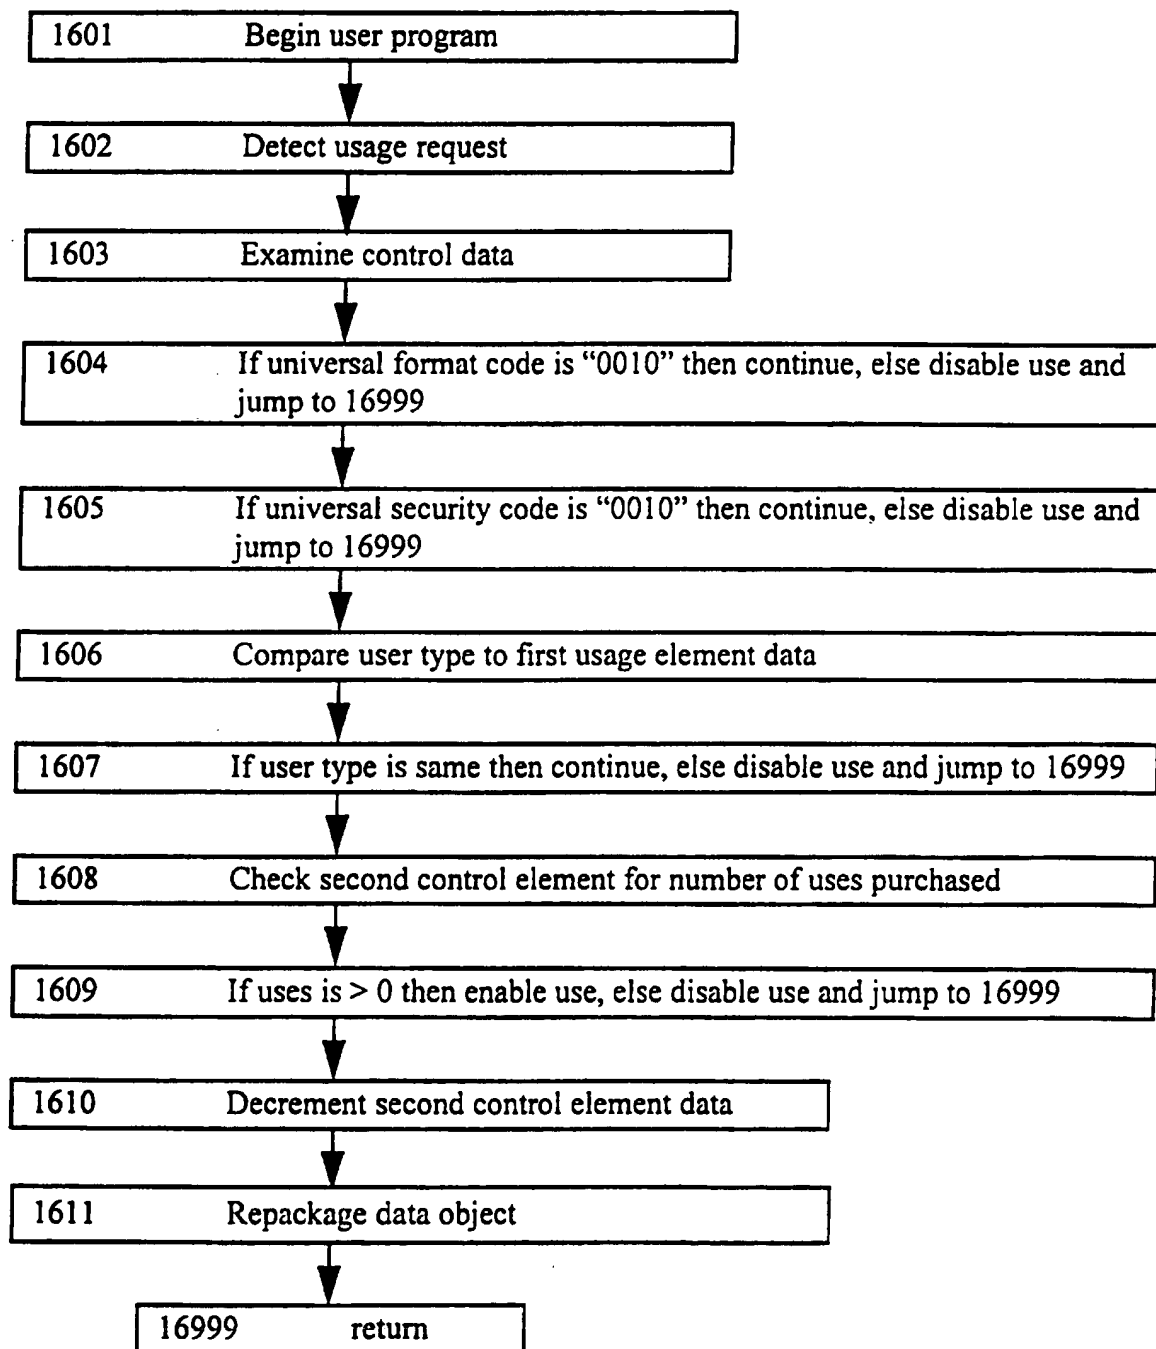 1601 Begin user program
1602 Detect usage request
1603 Examine control data
1604 If universal format code is “0010” then continue, else disable use and
jump to 16999
1605 If universal security code is “0010” then continue, else disable use and
jump to 16999
1606 Compare user type to first usage element data
1607 If user type is same then continue, else disable use and jump to 16999
1608 Check second control element for number of uses purchased
1609 If uses is > 0 then enable use, else disable use and jump to 16999
1610 Decrement second control element data
1611 Repackage data object
16999 return